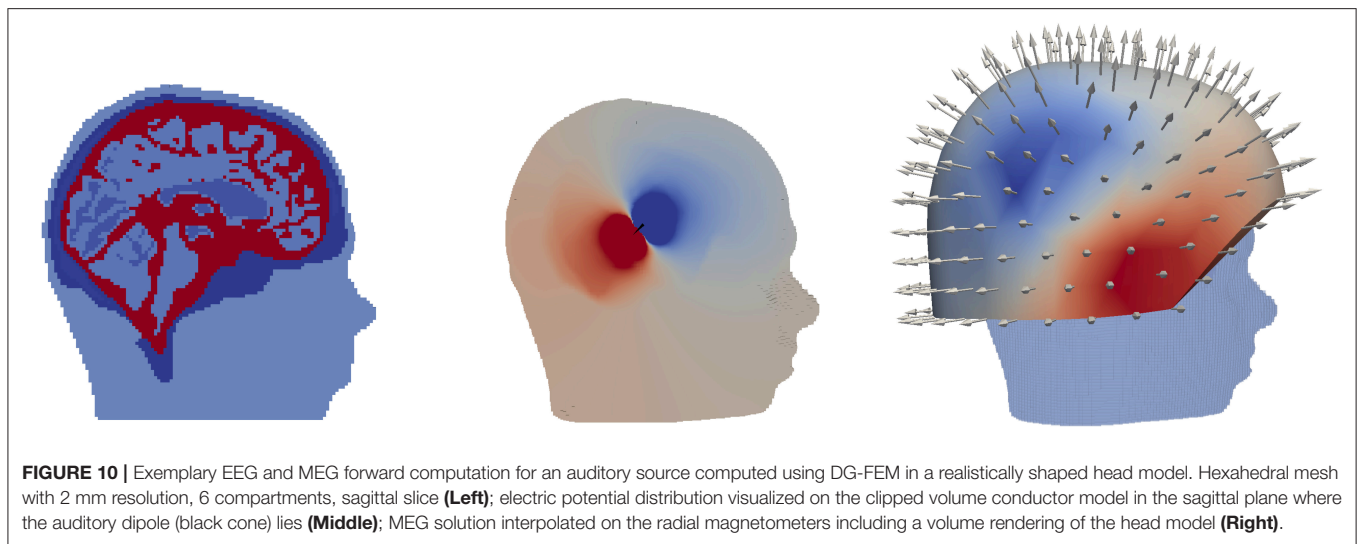 FIGURE 10 | Exemplary EEG and MEG forward computation for an auditory source computed using DG-FEM in a realistically shaped head model. Hexahedral mesh
with 2 mm resolution, 6 compartments, sagittal slice (Left); electric potential distribution visualized on the clipped volume conductor model in the sagittal plane where
the auditory dipole (black cone) lies (Middle); MEG solution interpolated on the radial magnetometers including a volume rendering of the head model (Right).